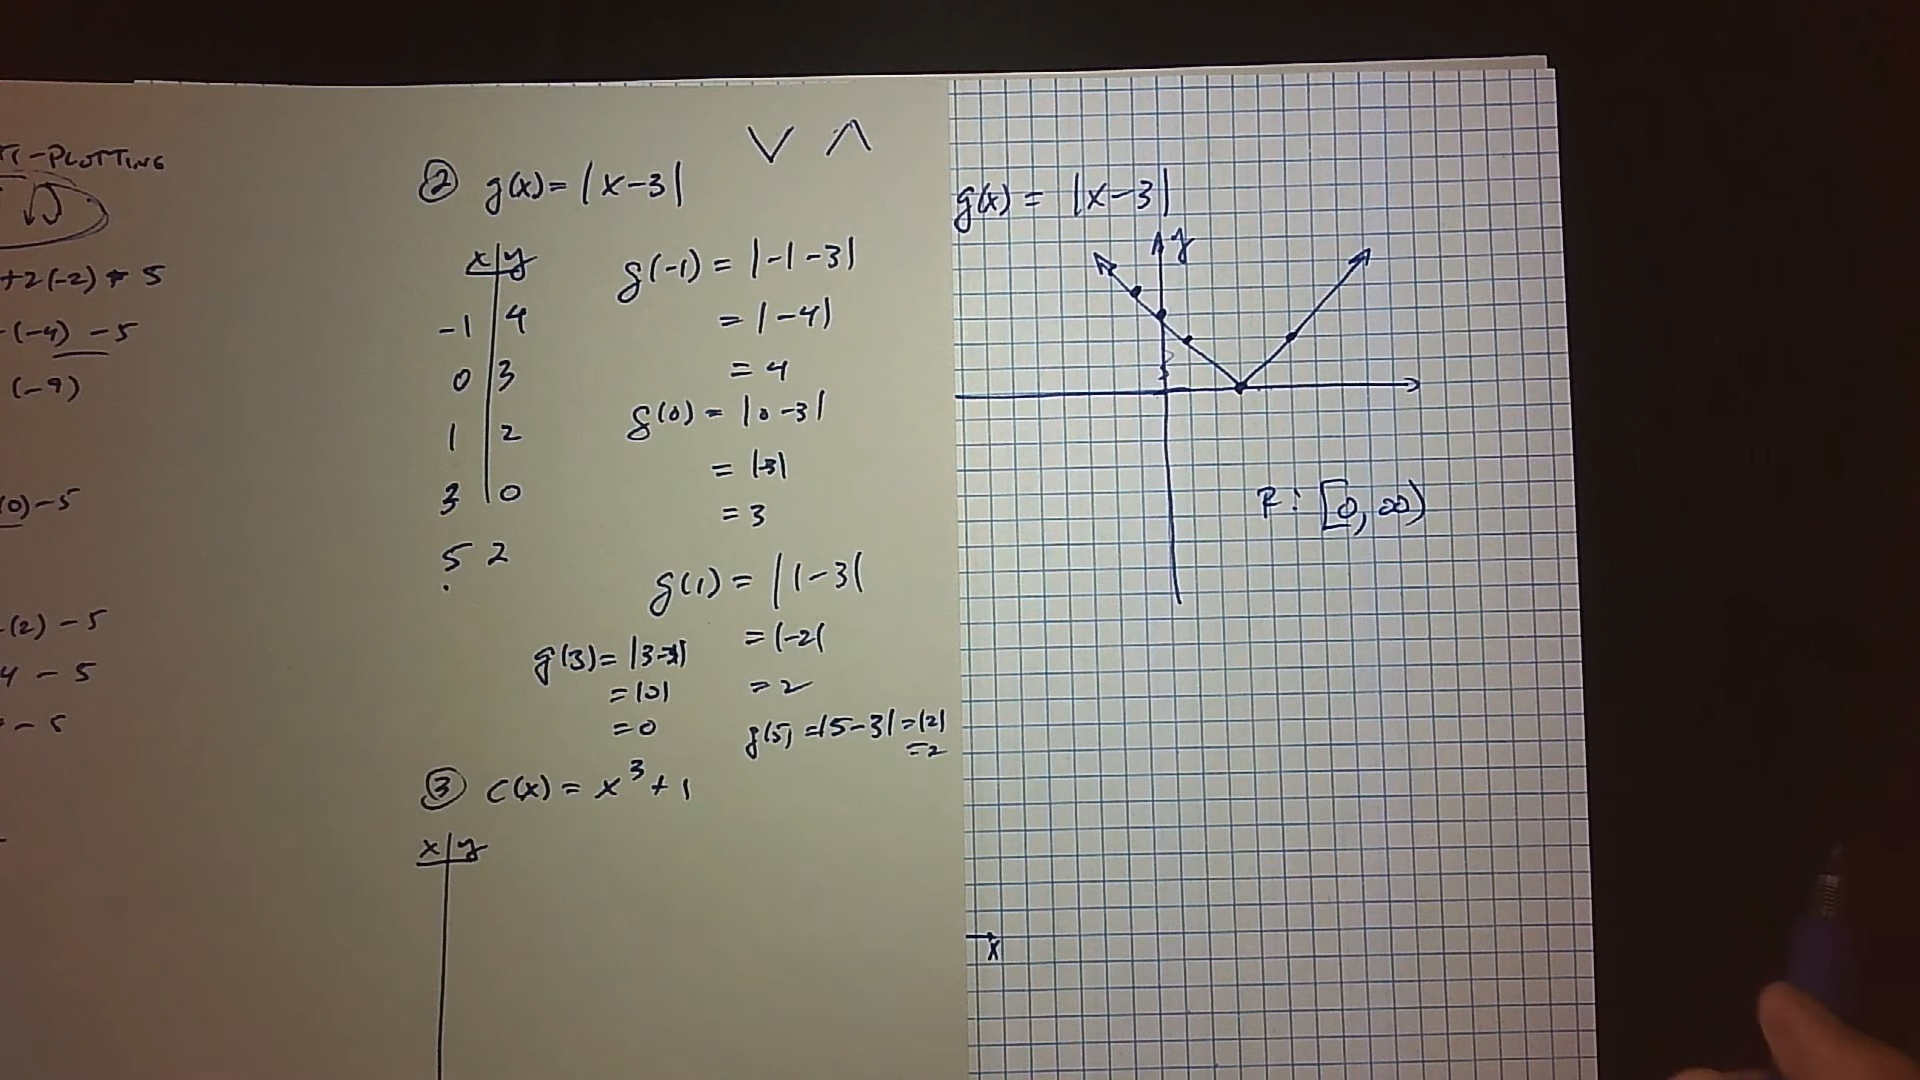 -PLOTTING
+2(-2) + 5
-(-4) - 5
(-9)
(0)-5
-(2) - 5
4 - 5
- 5
② g(x) = |x-3|
x | y
-1 | 4
0 | 3
1 | 2
3 | 0
5 2
g(-1) = |-1-3|
= |-4|
= 4
g(0) = |0-3|
= |-3|
= 3
g(1) = |1-3|
= |-2|
= 2
g(3) = |3-3|
= |0|
= 0
g(5) = |5-3| = |2|
= 2
③ c(x) = x³ + 1
x | y
g(x) = |x-3|
y
R: [0, ∞)
x